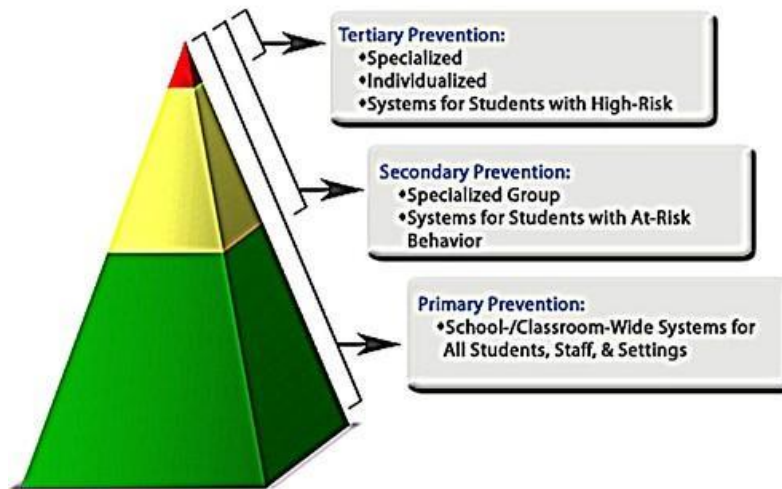 Tertiary Prevention:
◆Specialized
◆Individualized
◆Systems for Students with High-Risk
Secondary Prevention:
◆Specialized Group
◆Systems for Students with At-Risk
Behavior
Primary Prevention:
◆School-/Classroom-Wide Systems for
All Students, Staff, & Settings